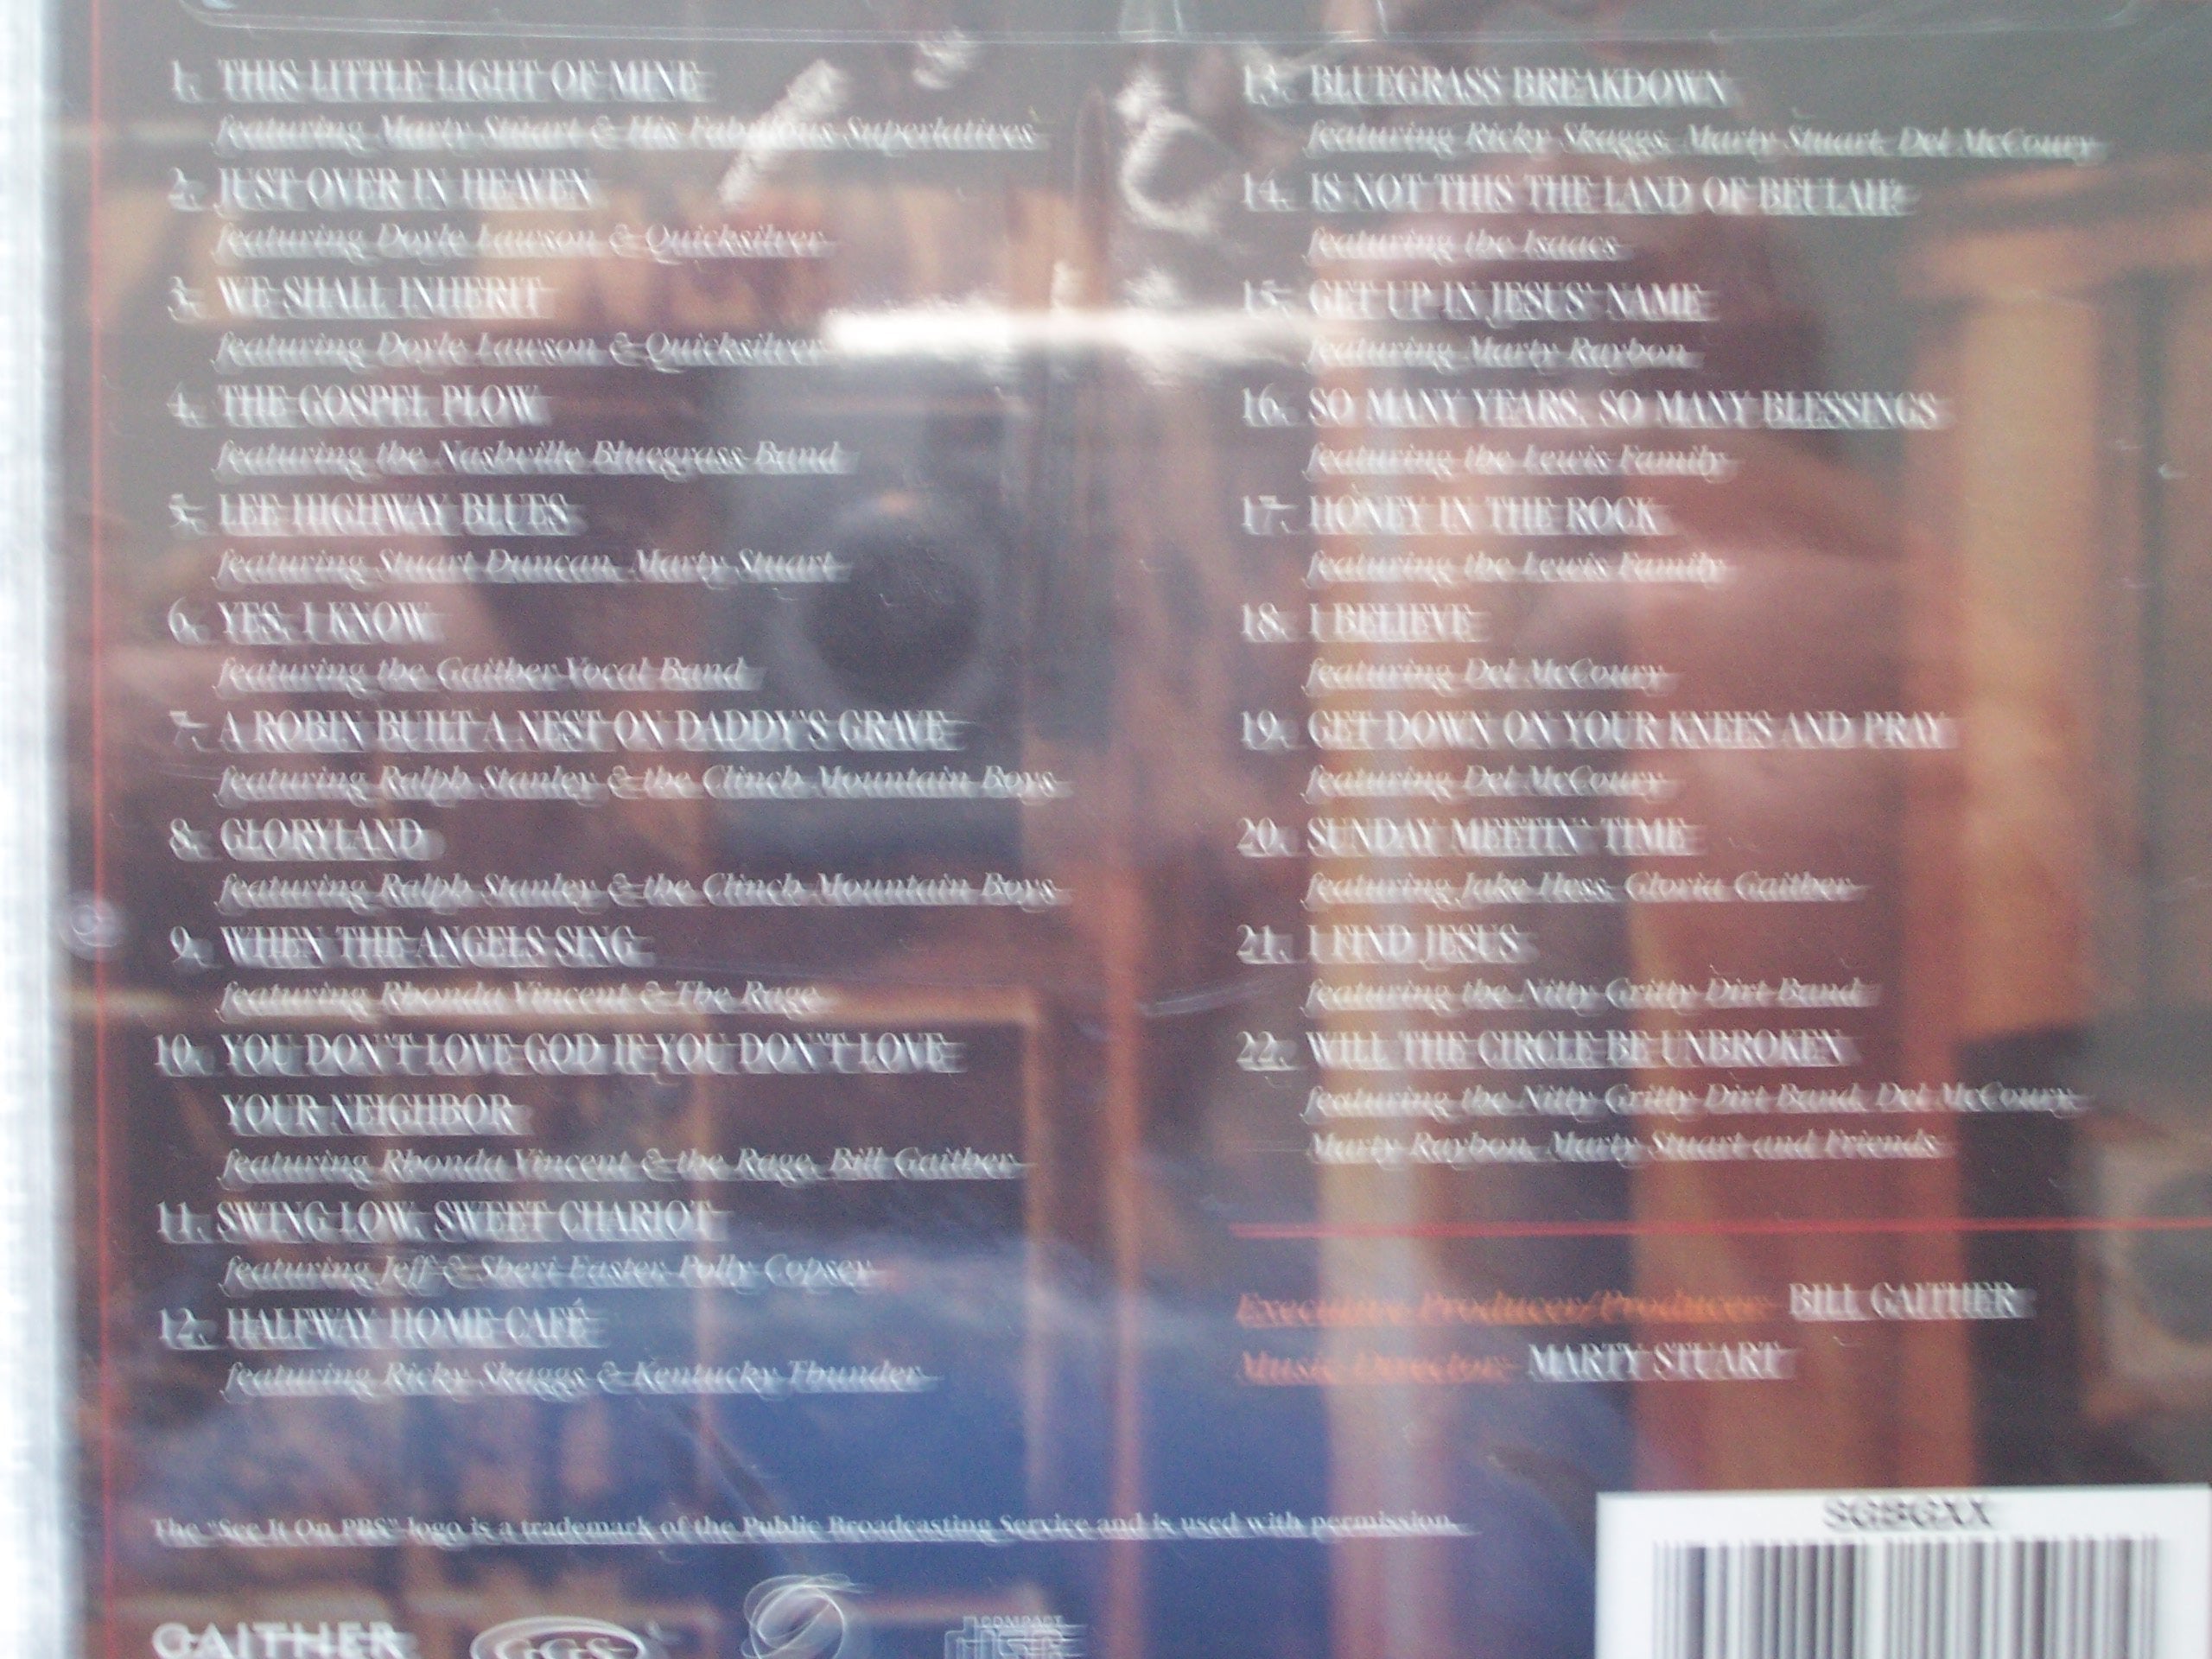 1. THIS LITTLE LIGHT OF MINE
featuring Marty Stuart & His Fabulous Superlatives
2. JUST OVER IN HEAVEN
featuring Doyle Lawson & Quicksilver
3. WE SHALL INHERIT
featuring Doyle Lawson & Quicksilver
4. THE GOSPEL PLOW
featuring the Nashville Bluegrass Band
5. LEE HIGHWAY BLUES
featuring Stuart Duncan, Marty Stuart
6. YES, I KNOW
featuring the Gaither Vocal Band
7. A ROBIN BUILT A NEST ON DADDY'S GRAVE
featuring Ralph Stanley & the Clinch Mountain Boys
8. GLORYLAND
featuring Ralph Stanley & the Clinch Mountain Boys
9. WHEN THE ANGELS SING
featuring Rhonda Vincent & The Rage
10. YOU DON'T LOVE GOD IF YOU DON'T LOVE
YOUR NEIGHBOR
featuring Rhonda Vincent & the Rage, Bill Gaither
11. SWING LOW, SWEET CHARIOT
featuring Jeff & Sheri Easter, Polly Copsey
12. HALFWAY HOME CAFÉ
featuring Ricky Skaggs & Kentucky Thunder
13. BLUEGRASS BREAKDOWN
featuring Ricky Skaggs, Marty Stuart, Del McCoury
14. IS NOT THIS THE LAND OF BEULAH?
featuring the Isaacs
15. GET UP IN JESUS' NAME
featuring Marty Raybon
16. SO MANY YEARS, SO MANY BLESSINGS
featuring the Lewis Family
17. HONEY IN THE ROCK
featuring the Lewis Family
18. I BELIEVE
featuring Del McCoury
19. GET DOWN ON YOUR KNEES AND PRAY
featuring Del McCoury
20. SUNDAY MEETIN' TIME
featuring Jake Hess, Gloria Gaither
21. I FIND JESUS
featuring the Nitty Gritty Dirt Band
22. WILL THE CIRCLE BE UNBROKEN
featuring the Nitty Gritty Dirt Band, Del McCoury,
Marty Raybon, Marty Stuart and Friends
Executive Producer/Producer: BILL GAITHER
Music Director: MARTY STUART
The "See It On PBS" logo is a trademark of the Public Broadcasting Service and is used with permission.
GAITHER
COMPACT
disc